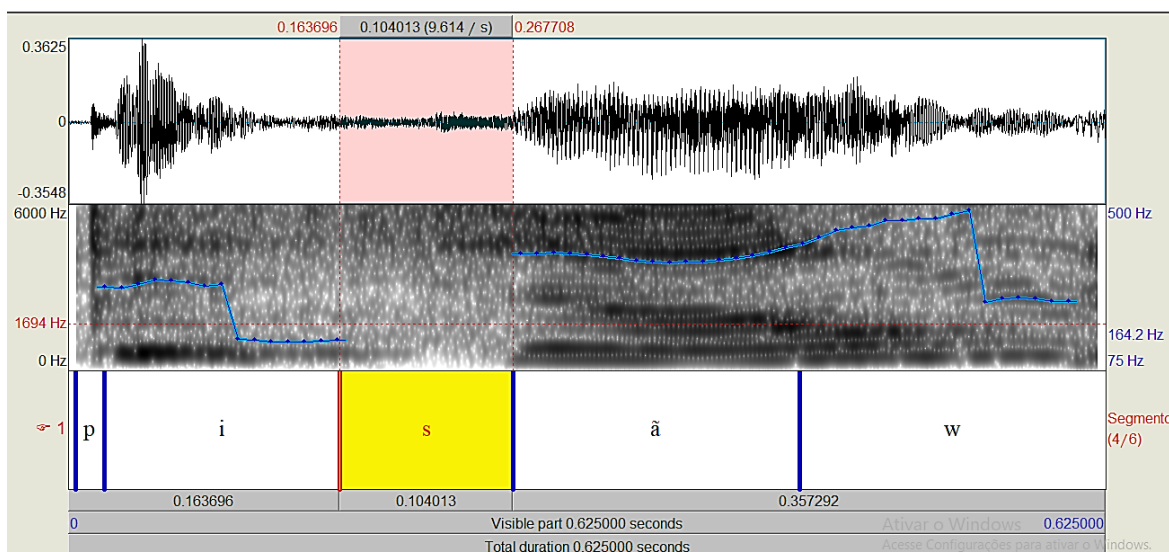 0.163696 0.104013 (9.614 / s) 0.267708
0.3625
0
-0.3548
6000 Hz 500 Hz
1694 Hz 164.2 Hz
0 Hz 75 Hz
1 p i s ã w Segmento
(4/6)
0.163696 0.104013 0.357292
0 Visible part 0.625000 seconds 0.625000
Total duration 0.625000 seconds
Ativar o Windows
Acesse Configurações para ativar o Windows.